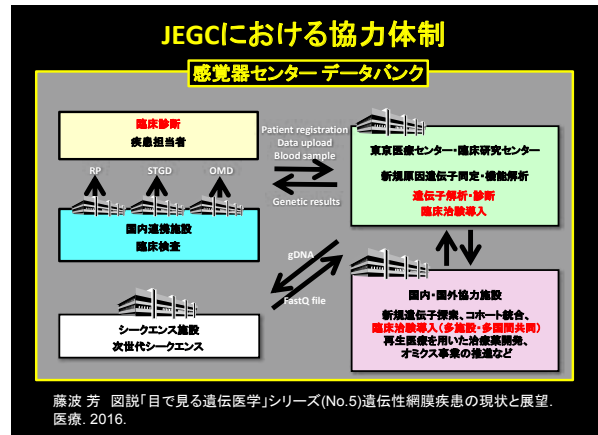 JEGCにおける協力体制
感覚器センター データバンク
臨床診断
疾患担当者
RP
STGD
OMD
国内連携施設
臨床検査
Patient registration
Data upload
Blood sample
Genetic results
東京医療センター・臨床研究センター
新規原因遺伝子同定・機能解析
遺伝子解析・診断
臨床治験導入
gDNA
FastQ file
シークエンス施設
次世代シークエンス
国内・国外協力施設
新規遺伝子探索、コホート統合、
臨床治験導入(多施設・多国間共同)
再生医療を用いた治療薬開発、
オミクス事業の推進など
藤波 芳 図説「目で見る遺伝医学」シリーズ(No.5)遺伝性網膜疾患の現状と展望.
医療. 2016.